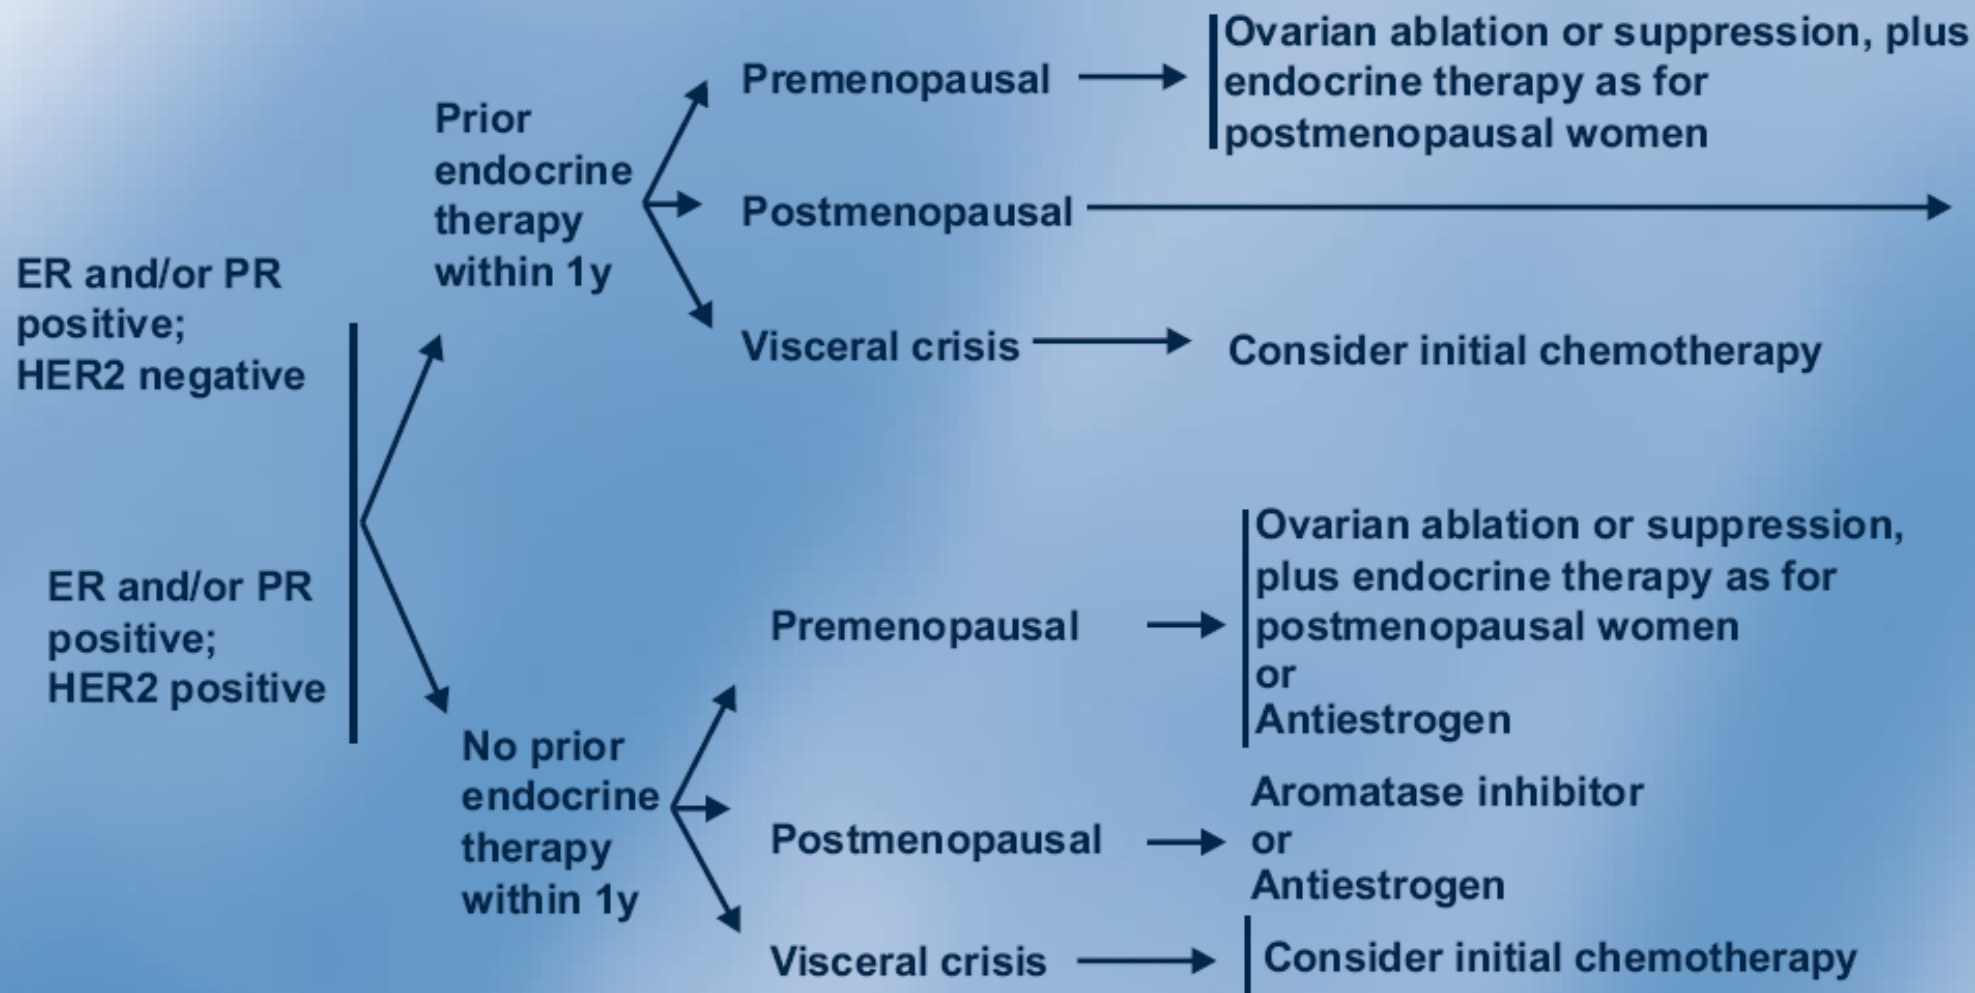 ER and/or PR
positive;
HER2 negative
ER and/or PR
positive;
HER2 positive
Prior
endocrine
therapy
within 1y
Premenopausal
Ovarian ablation or suppression, plus
endocrine therapy as for
postmenopausal women
Postmenopausal
Visceral crisis
Consider initial chemotherapy
No prior
endocrine
therapy
within 1y
Premenopausal
Ovarian ablation or suppression,
plus endocrine therapy as for
postmenopausal women
or
Antiestrogen
Postmenopausal
Aromatase inhibitor
or
Antiestrogen
Visceral crisis
Consider initial chemotherapy